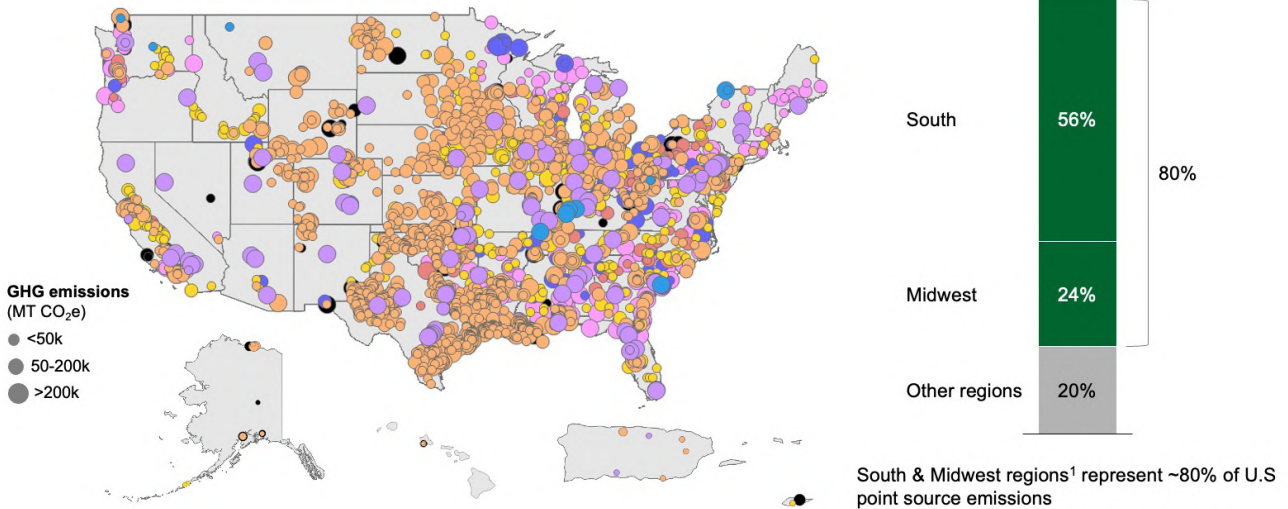 GHG emissions
(MT CO₂e)
<50k
50-200k
>200k
South
56%
80%
Midwest
24%
Other regions
20%
South & Midwest regions¹ represent ~80% of U.S
point source emissions